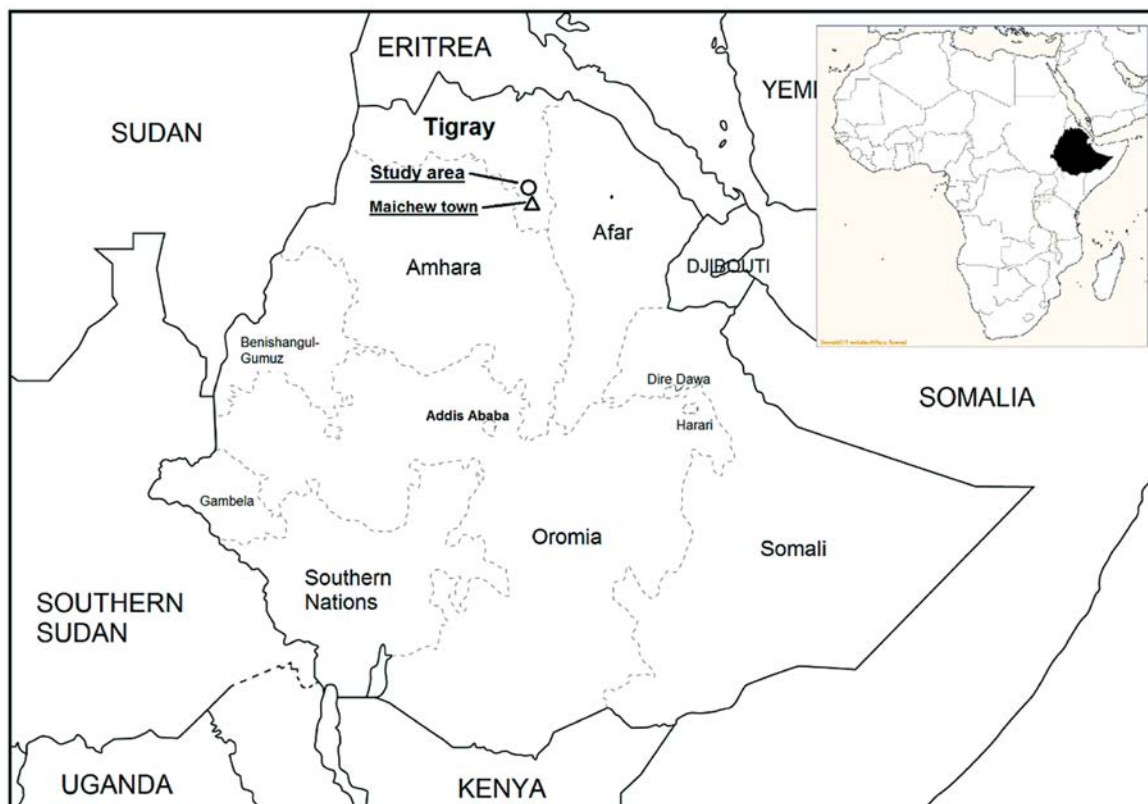 ERITREA
YEM
SUDAN
Tigray
Study area
Maichew town
Afar
Amhara
DJIBOUTI
Benishangul-
Gumuz
Dire Dawa
SOMALIA
Addis Ababa
Harari
Gambela
Oromia
Somali
Southern
Nations
SOUTHERN
SUDAN
UGANDA
KENYA